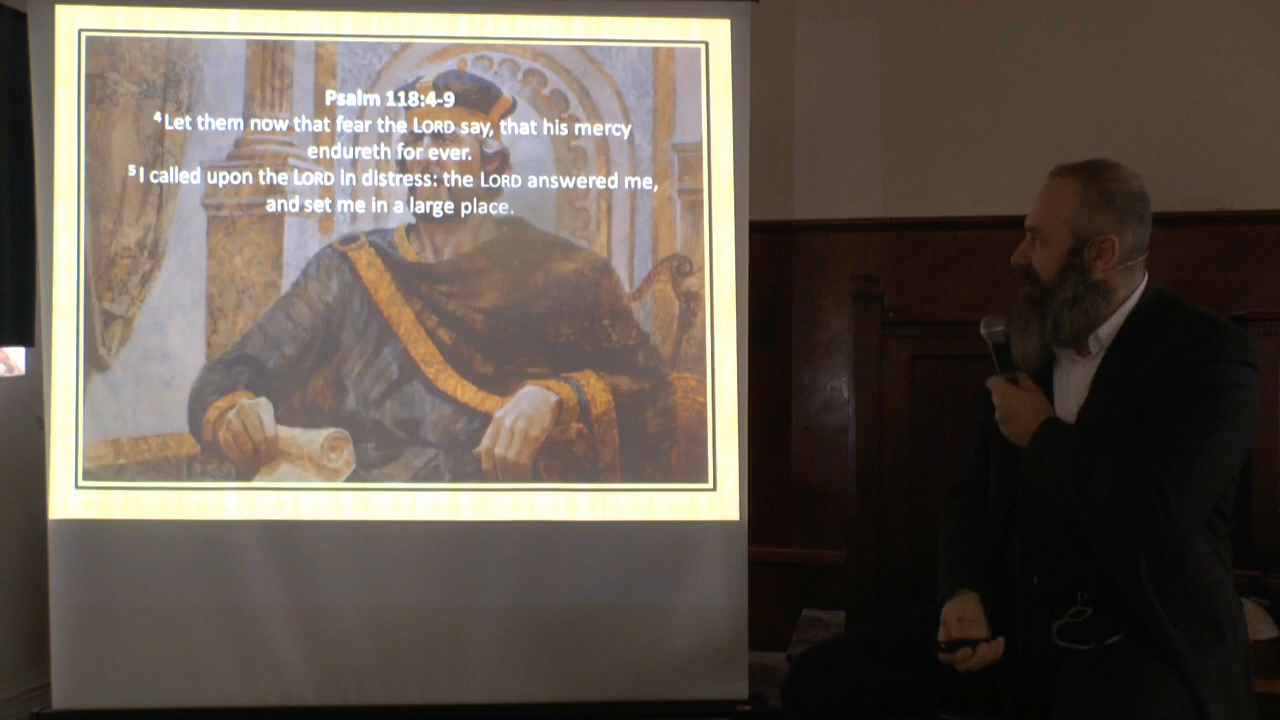 Psalm 118:4-9
⁴ Let them now that fear the LORD say, that his mercy
endureth for ever.
⁵ I called upon the LORD in distress: the LORD answered me,
and set me in a large place.